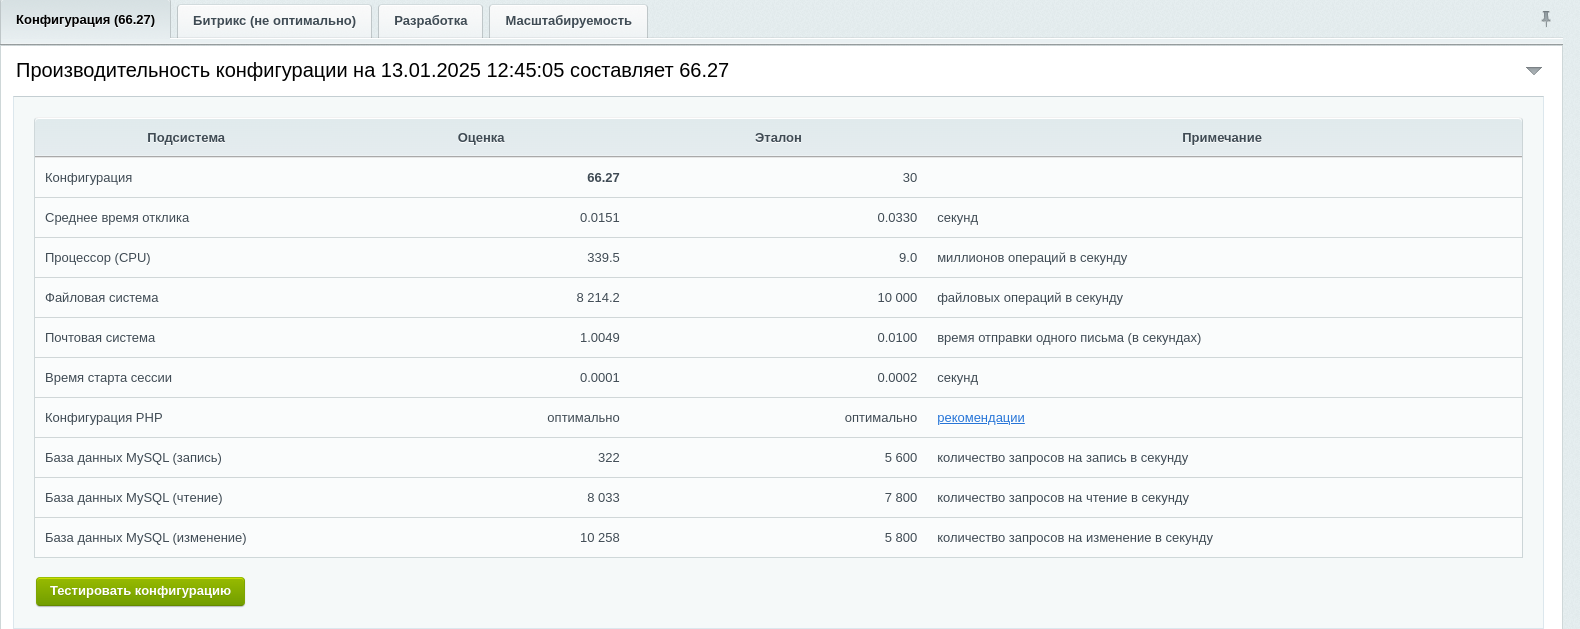 Конфигурация (66.27) Битрикс (не оптимально) Разработка Масштабируемость
Производительность конфигурации на 13.01.2025 12:45:05 составляет 66.27
Подсистема Оценка Эталон Примечание
Конфигурация 66.27 30
Среднее время отклика 0.0151 0.0330 секунд
Процессор (CPU) 339.5 9.0 миллионов операций в секунду
Файловая система 8 214.2 10 000 файловых операций в секунду
Почтовая система 1.0049 0.0100 время отправки одного письма (в секундах)
Время старта сессии 0.0001 0.0002 секунд
Конфигурация PHP оптимально оптимально рекомендации
База данных MySQL (запись) 322 5 600 количество запросов на запись в секунду
База данных MySQL (чтение) 8 033 7 800 количество запросов на чтение в секунду
База данных MySQL (изменение) 10 258 5 800 количество запросов на изменение в секунду
Тестировать конфигурацию